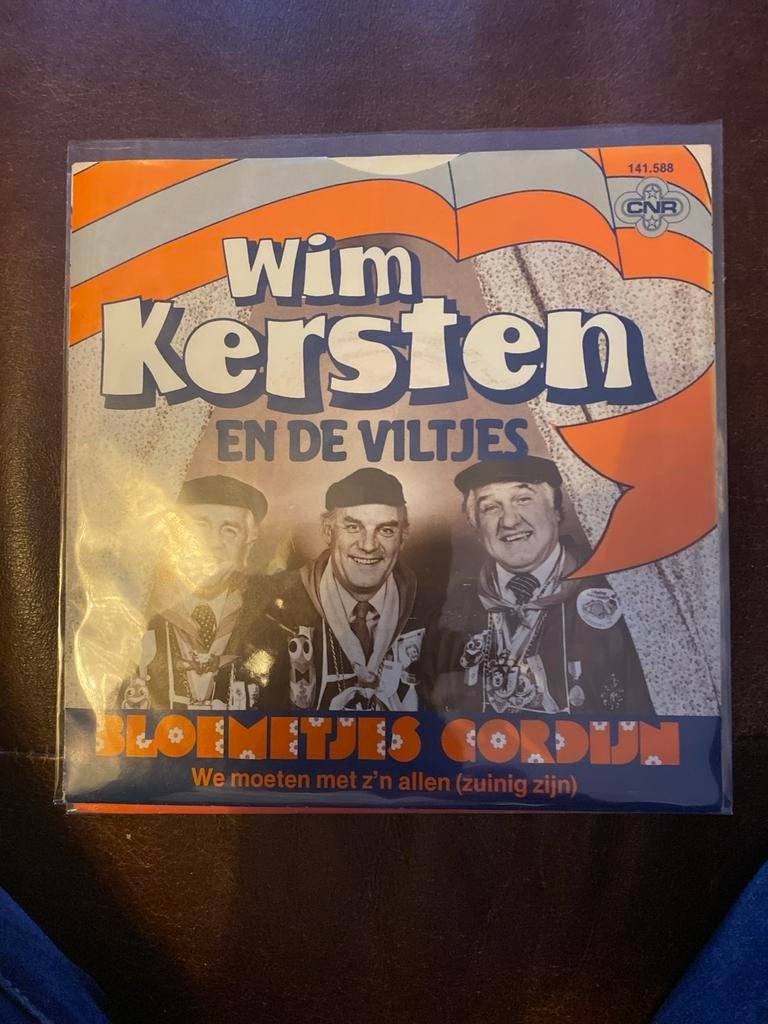 141.588
CNR
Wim
Kersten
EN DE VILTJES
BLOEMETJES GORDIJN
We moeten met z'n allen (zuinig zijn)